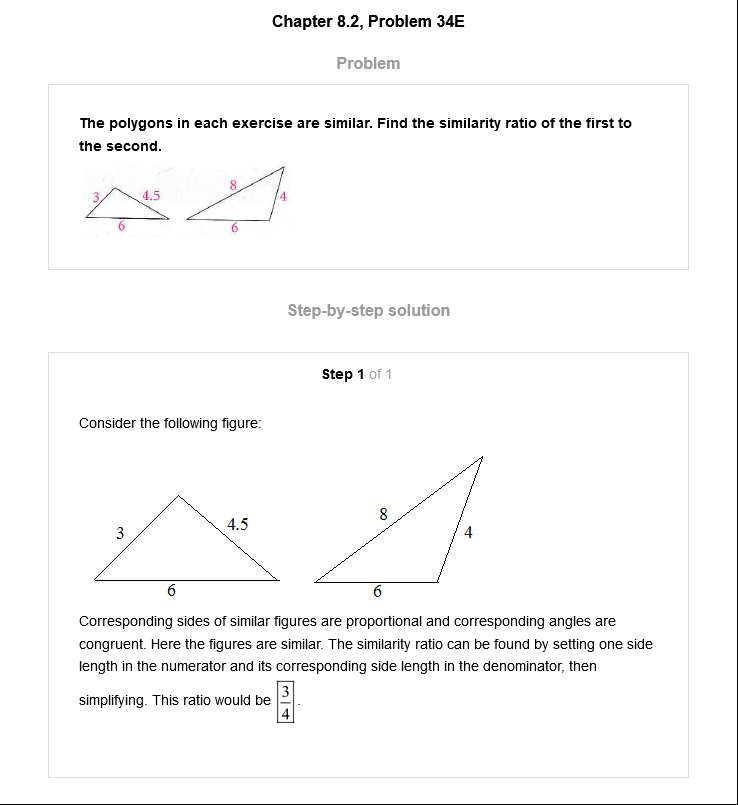 Chapter 8.2, Problem 34E
Problem
The polygons in each exercise are similar. Find the similarity ratio of the first to
the second.
3 4.5 8 4
6 6
Step-by-step solution
Step 1 of 1
Consider the following figure:
3 4.5 8 4
6 6
Corresponding sides of similar figures are proportional and corresponding angles are
congruent. Here the figures are similar. The similarity ratio can be found by setting one side
length in the numerator and its corresponding side length in the denominator, then
simplifying. This ratio would be 3/4.